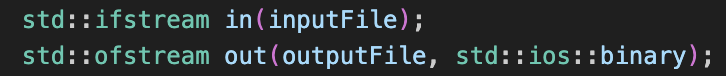 std::ifstream in(inputFile);
std::ofstream out(outputFile, std::ios::binary);